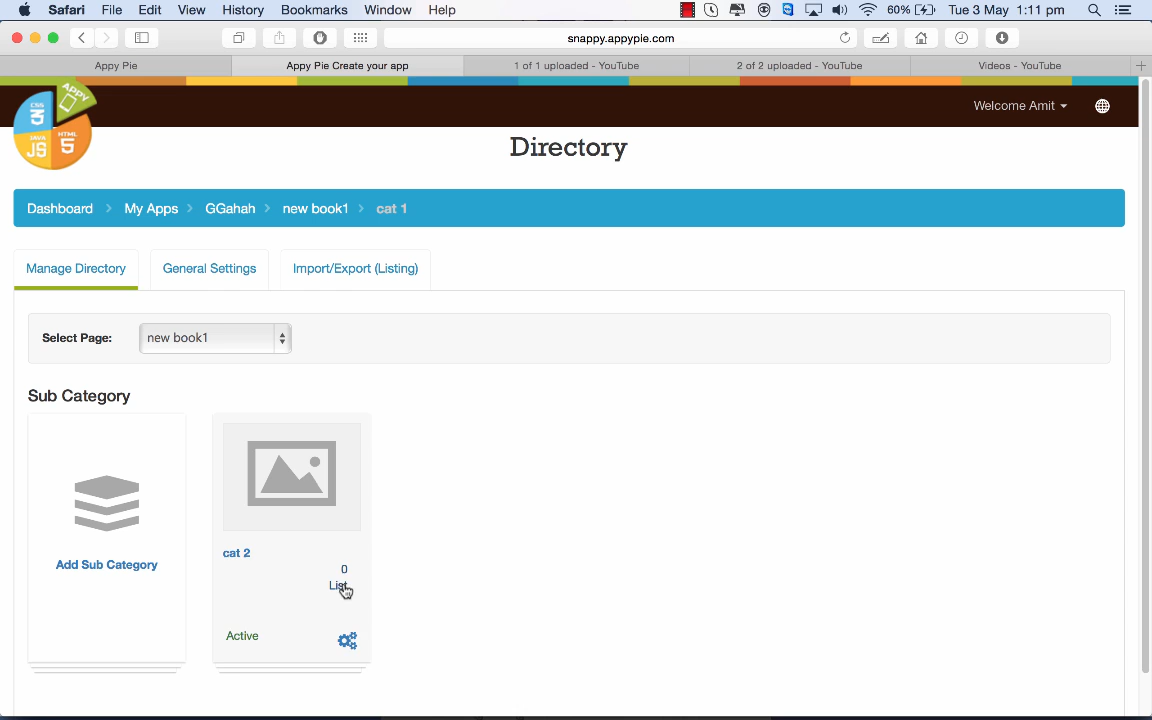 Safari File Edit View History Bookmarks Window Help 60% Tue 3 May 1:11 pm
snappy.appypie.com
Appy Pie Appy Pie Create your app 1 of 1 uploaded - YouTube 2 of 2 uploaded - YouTube Videos - YouTube
APPY
CSS
3
JAVA
JS
HTML
5
Welcome Amit
Directory
Dashboard My Apps GGahah new book1 cat 1
Manage Directory General Settings Import/Export (Listing)
Select Page: new book1
Sub Category
Add Sub Category
cat 2
0
List
Active